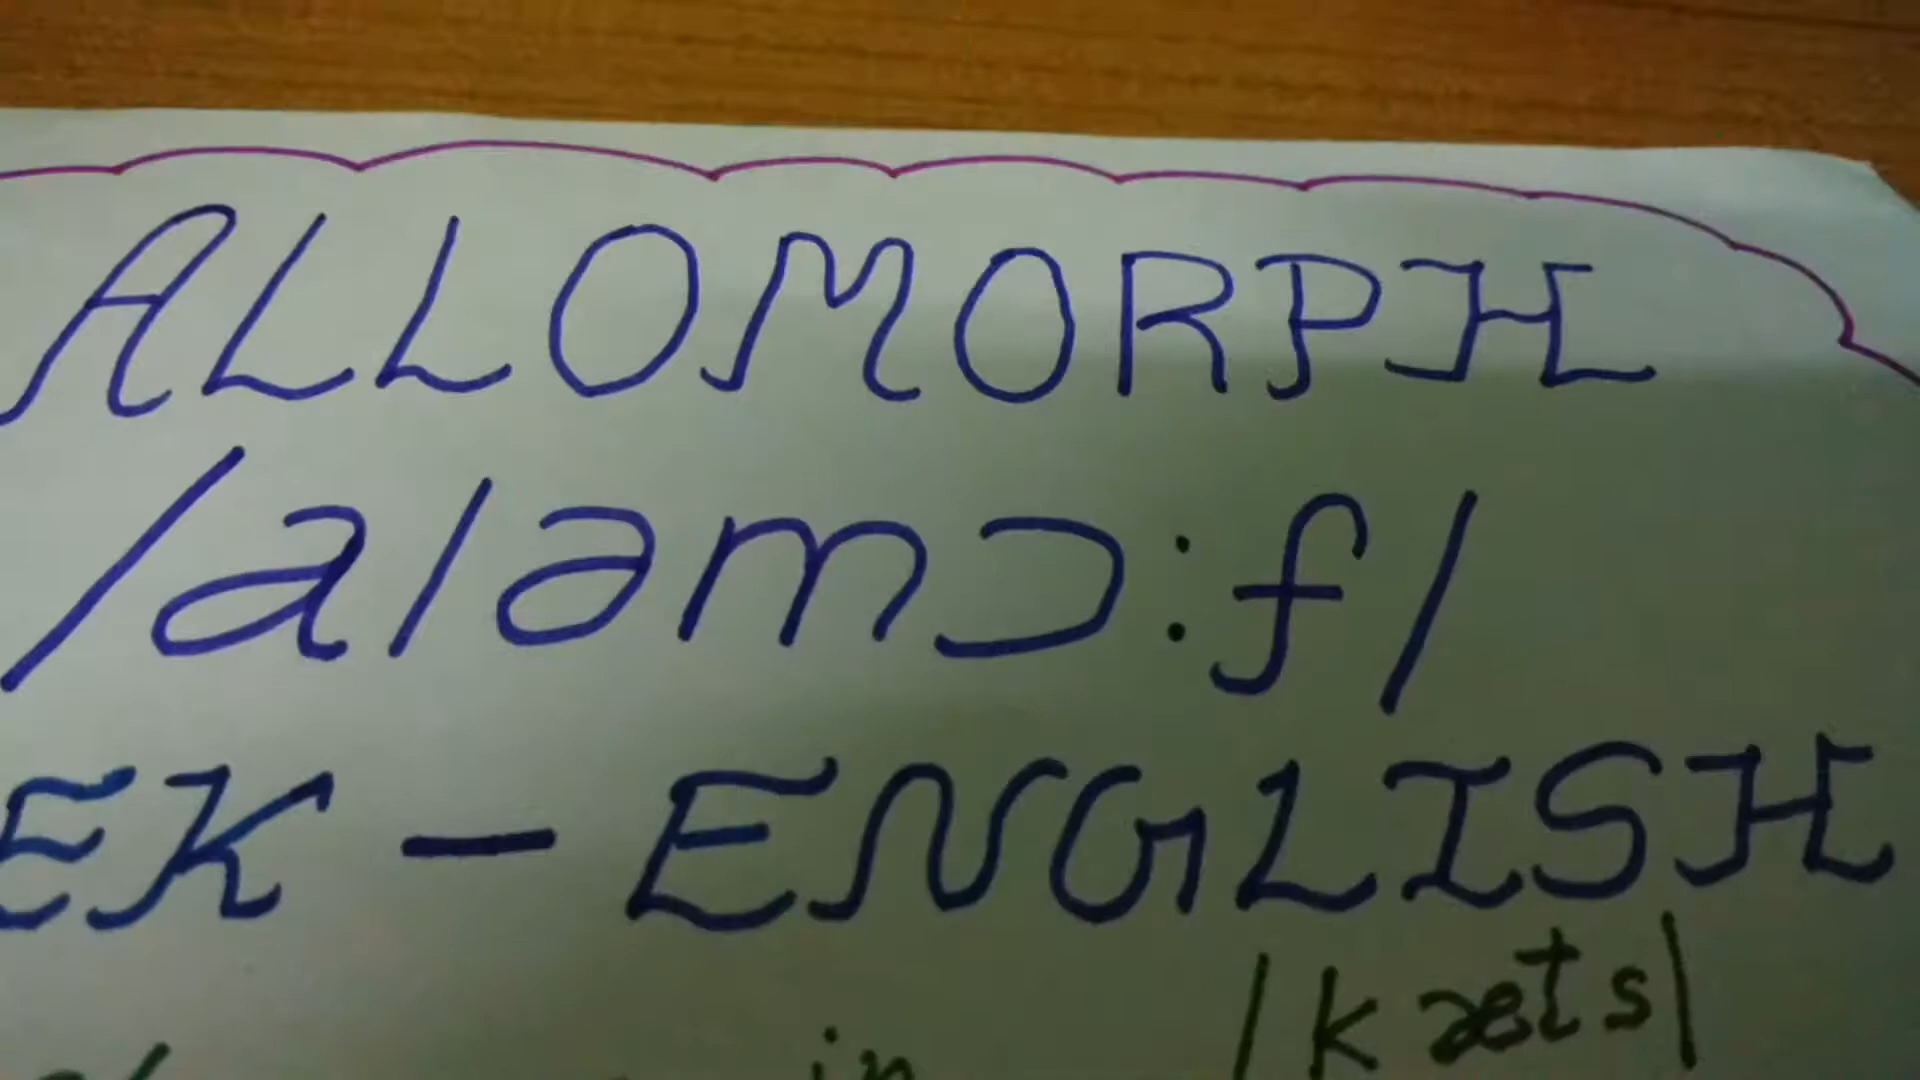 ALLOMORPH
/aləmɔ:f/
EK - ENGLISH
/kæts/
in